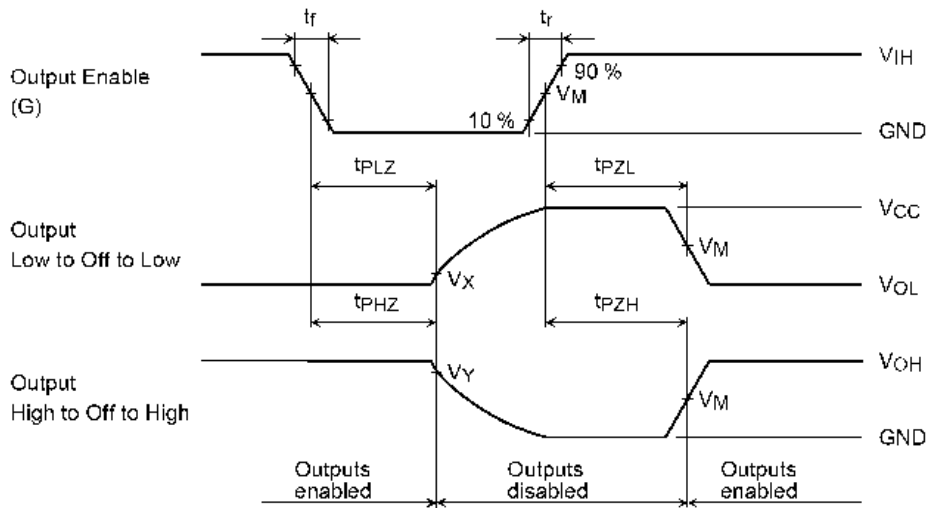 tf
tr
Output Enable
(G)
VIH
90 %
VM
10 %
GND
tPLZ
tPZL
VCC
Output
Low to Off to Low
VM
VX
VOL
tPHZ
tPZH
VOH
VY
Output
High to Off to High
VM
GND
Outputs
enabled
Outputs
disabled
Outputs
enabled